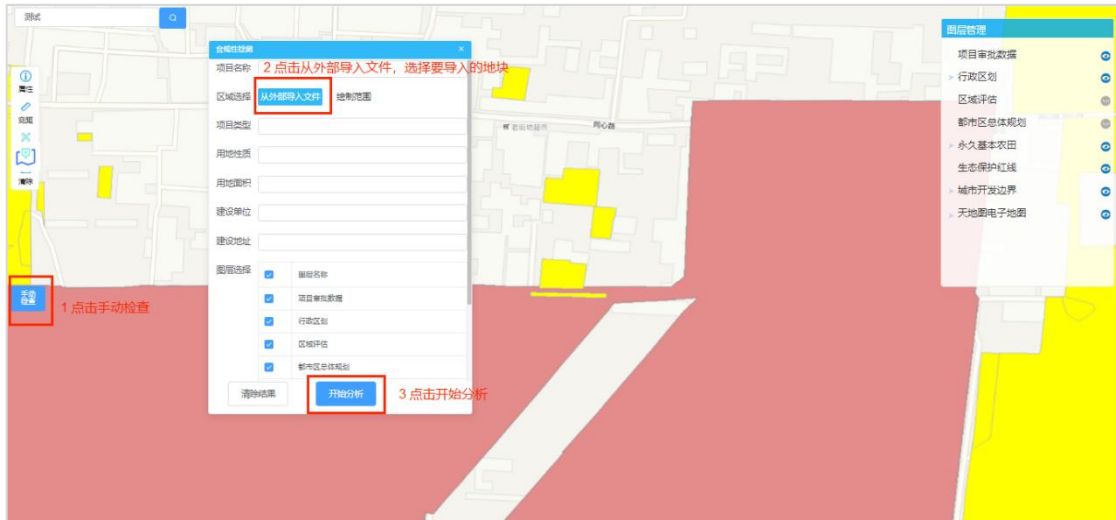 测试
图层管理
项目审批数据
行政区划
区域评估
都市区总体规划
永久基本农田
生态保护红线
城市开发边界
天地图电子地图
属性
清除
手动
检查
1 点击手动检查
合规性检测
×
项目名称
2 点击从外部导入文件，选择要导入的地块
区域选择 从外部导入文件 绘制范围
项目类型
用地性质
用地面积
建设单位
建设地址
图层选择 图层名称
项目审批数据
行政区划
区域评估
都市区总体规划
清除结果 开始分析
3 点击开始分析
同心路